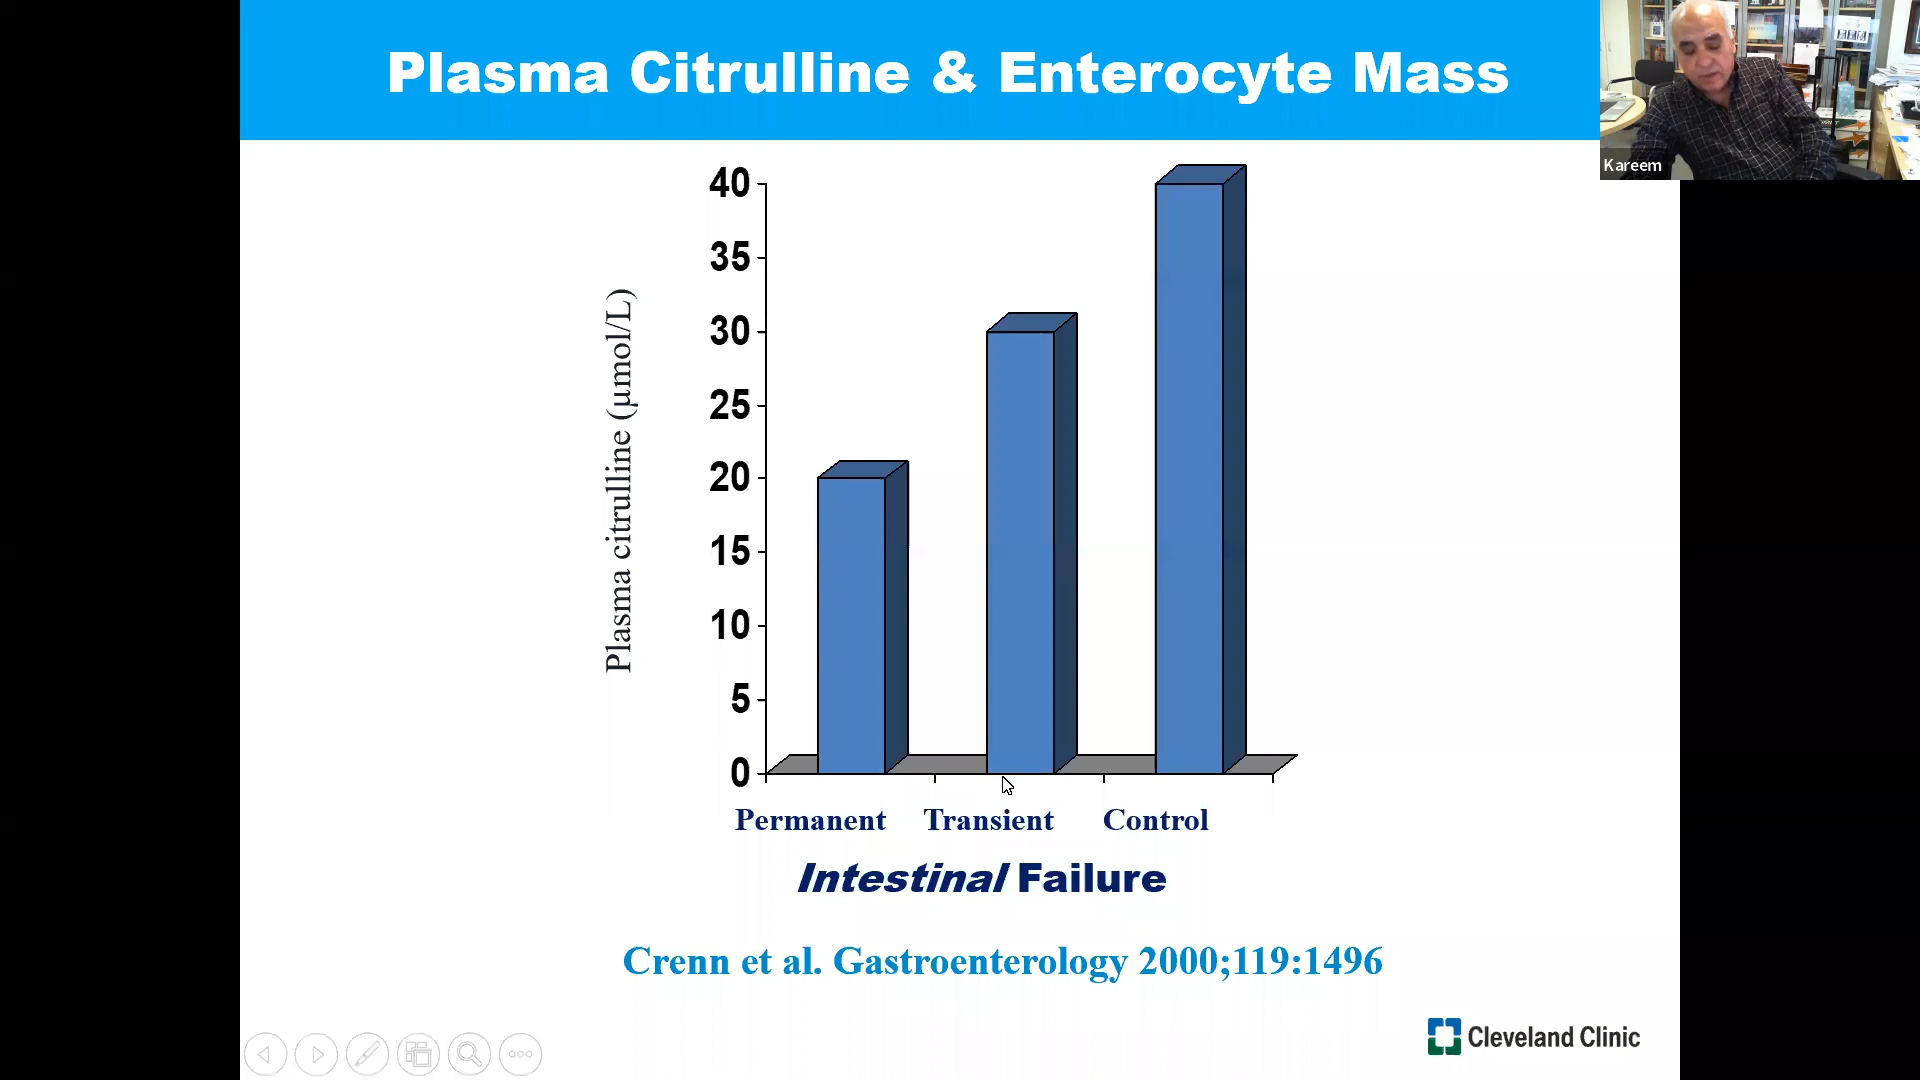 Plasma Citrulline & Enterocyte Mass
Kareem
Plasma citrulline (µmol/L)
40
35
30
25
20
15
10
5
0
Permanent Transient Control
Intestinal Failure
Crenn et al. Gastroenterology 2000;119:1496
Cleveland Clinic